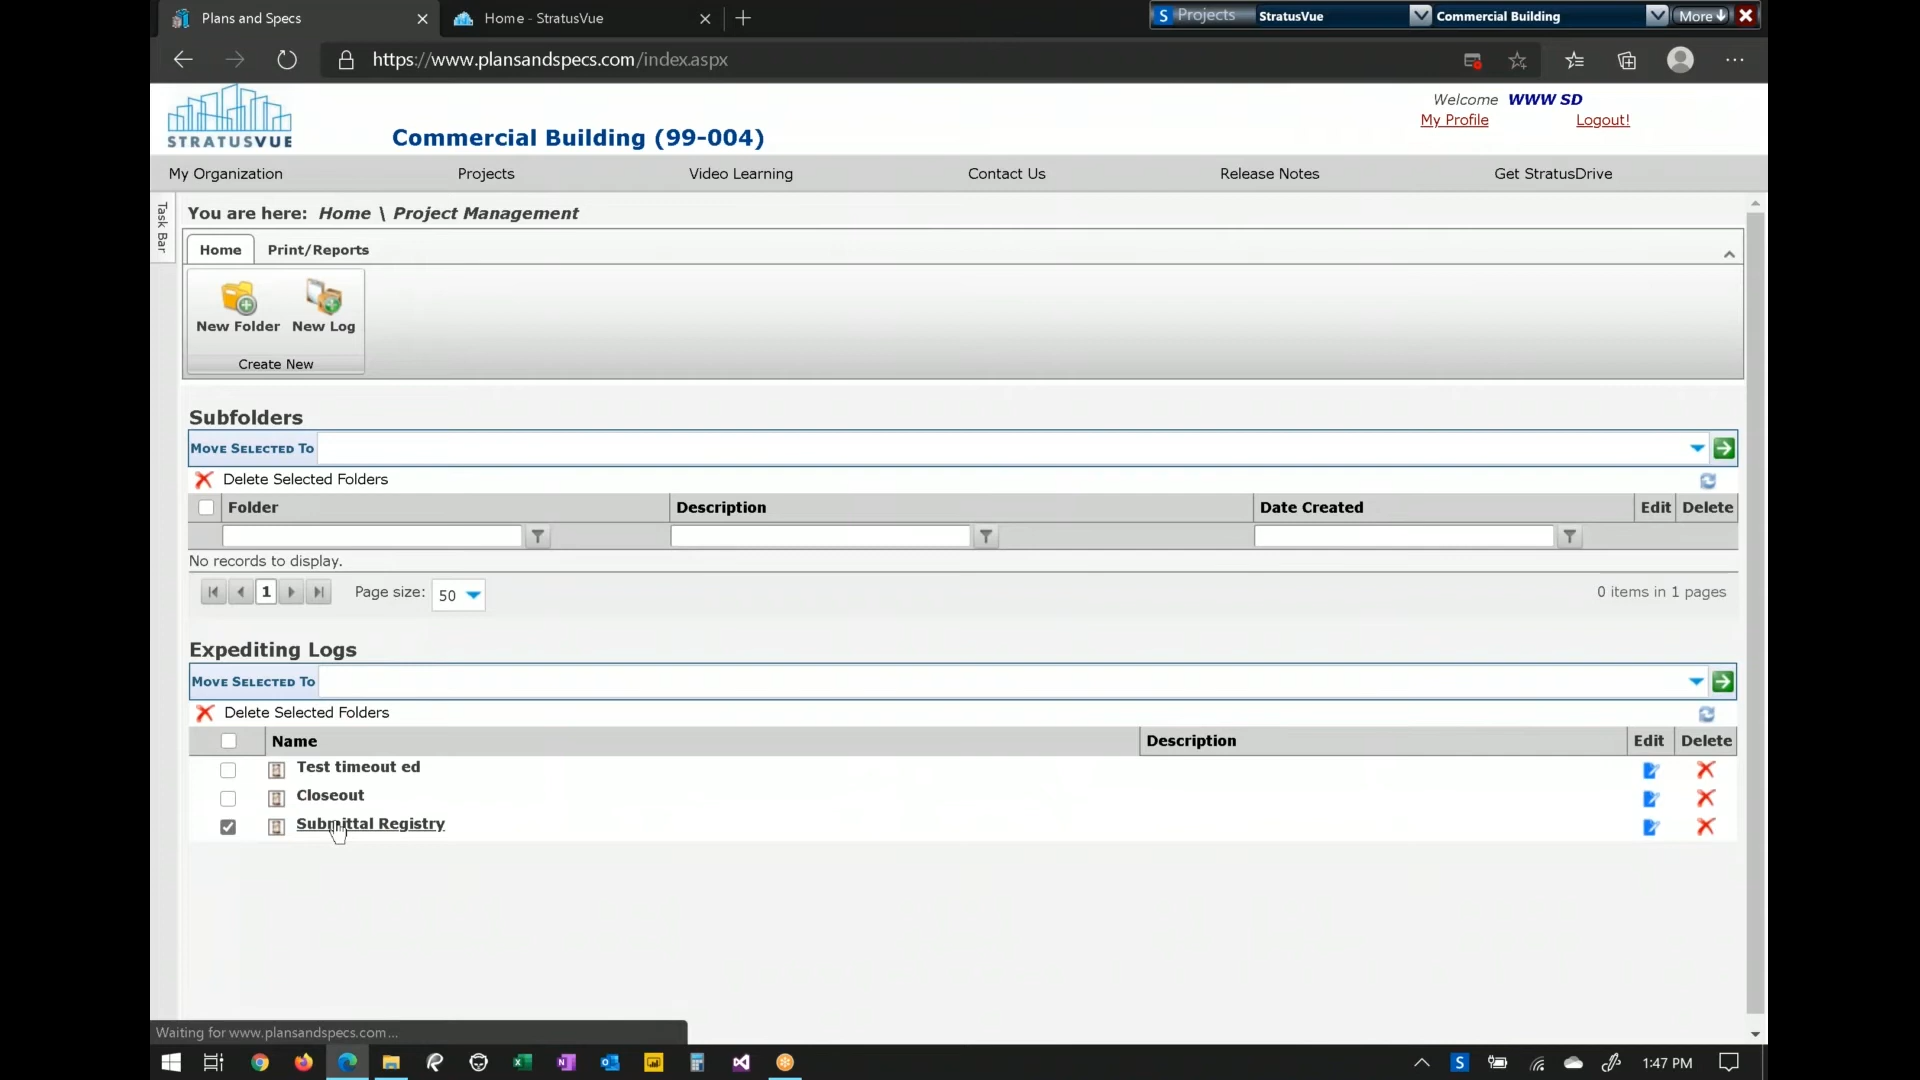 Plans and Specs
Home - StratusVue
S Projects StratusVue Commercial Building More
https://www.plansandspecs.com/index.aspx
STRATUSVUE
Commercial Building (99-004)
Welcome WWW SD
My Profile Logout!
My Organization Projects Video Learning Contact Us Release Notes Get StratusDrive
Task Bar
You are here: Home \ Project Management
Home Print/Reports
New Folder New Log
Create New
Subfolders
MOVE SELECTED TO
Delete Selected Folders
Folder Description Date Created Edit Delete
No records to display.
1 Page size: 50 0 items in 1 pages
Expediting Logs
MOVE SELECTED TO
Delete Selected Folders
Name Description Edit Delete
Test timeout ed
Closeout
Submittal Registry
Waiting for www.plansandspecs.com...
S 1:47 PM